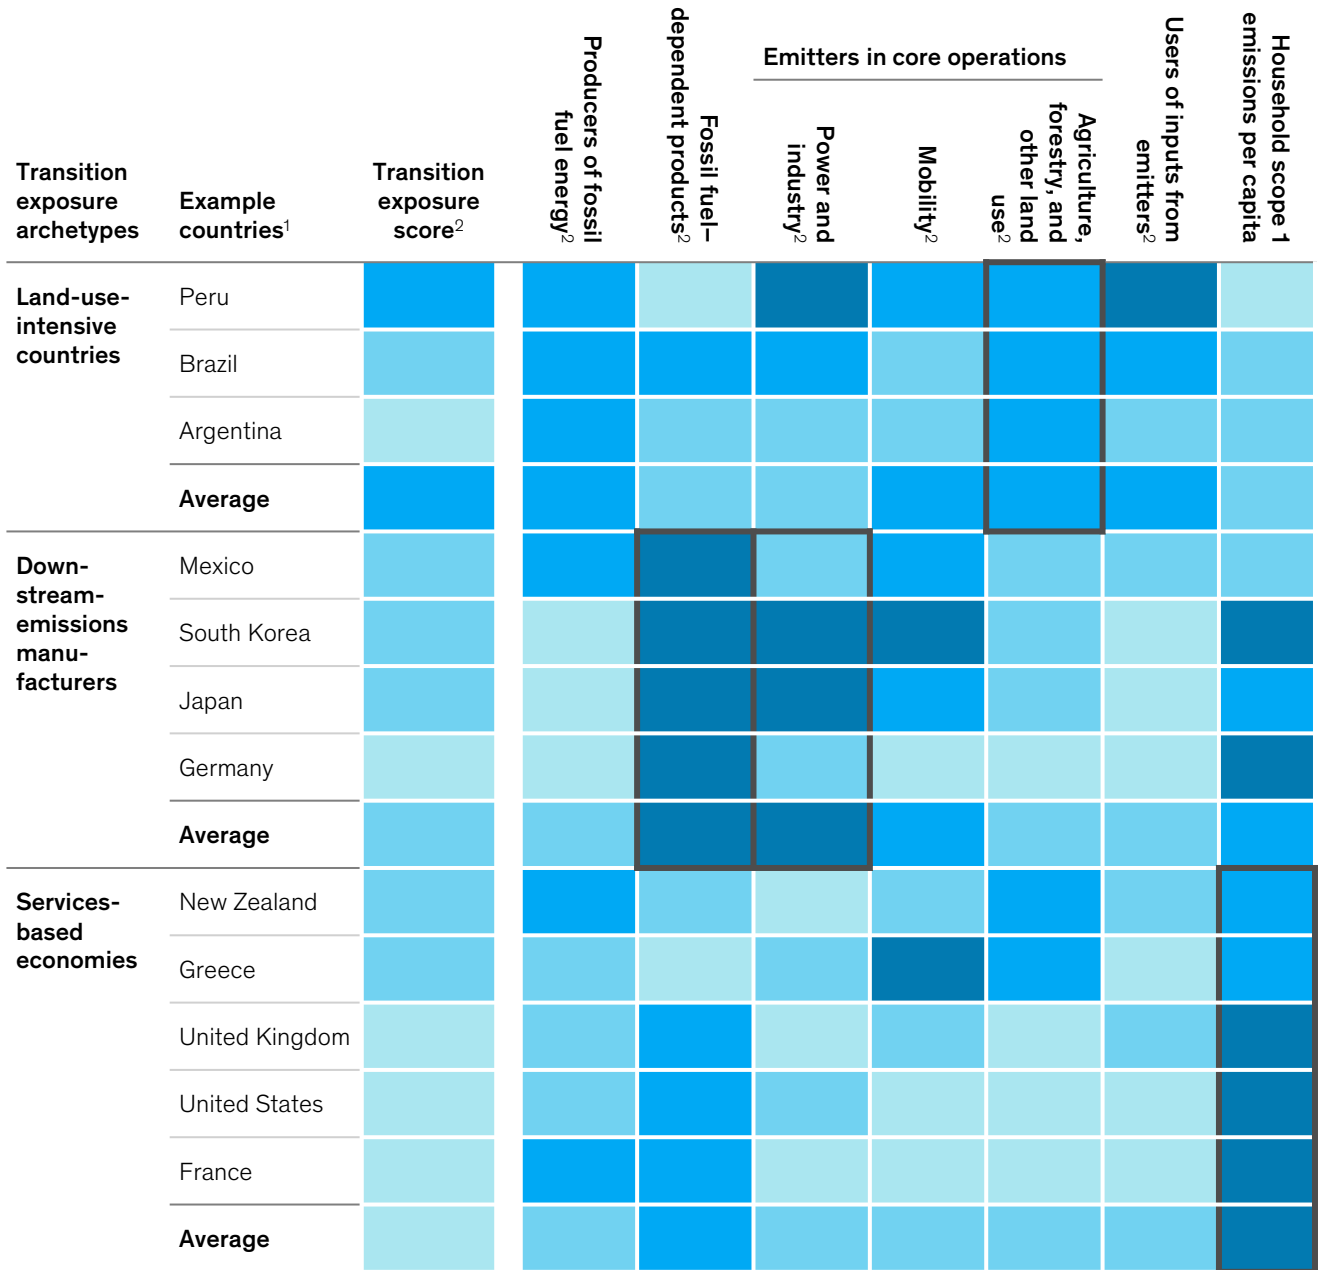 Transition
exposure
archetypes
Example
countries1
Transition
exposure
score2
Producers of fossil
fuel energy2
Fossil fuel–
dependent products2
Emitters in core operations
Power and
industry2
Mobility2
Agriculture,
forestry, and
other land
use2
Users of inputs from
emitters2
Household scope 1
emissions per capita
Land-use-
intensive
countries
Peru
Brazil
Argentina
Average
Down-
stream-
emissions
manu-
facturers
Mexico
South Korea
Japan
Germany
Average
Services-
based
economies
New Zealand
Greece
United Kingdom
United States
France
Average